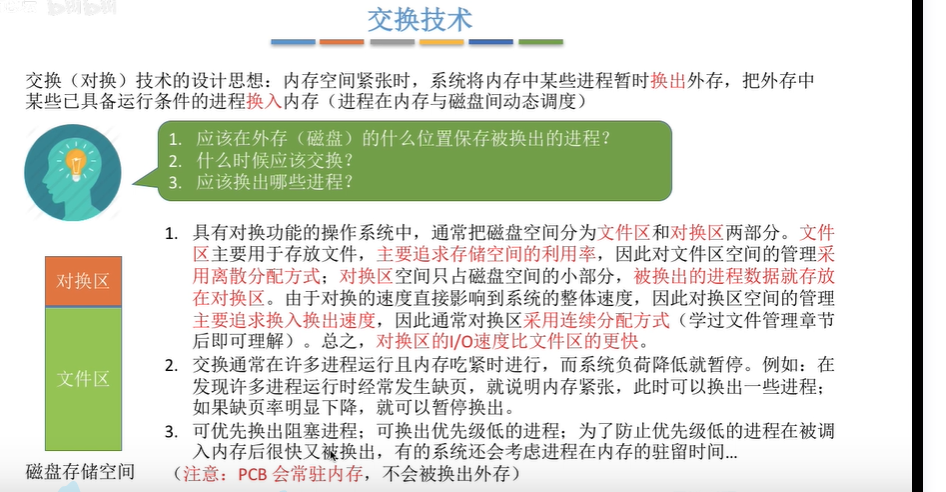 交换技术
交换（对换）技术的设计思想：内存空间紧张时，系统将内存中某些进程暂时换出外存，把外存中
某些已具备运行条件的进程换入内存（进程在内存与磁盘间动态调度）
1. 应该在外存（磁盘）的什么位置保存被换出的进程？
2. 什么时候应该交换？
3. 应该换出哪些进程？
1. 具有对换功能的操作系统中，通常把磁盘空间分为文件区和对换区两部分。文件
区主要用于存放文件，主要追求存储空间的利用率，因此对文件区空间的管理采
用离散分配方式；对换区空间只占磁盘空间的小部分，被换出的进程数据就存放
在对换区。由于对换的速度直接影响到系统的整体速度，因此对换区空间的管理
主要追求换入换出速度，因此通常对换区采用连续分配方式（学过文件管理章节
后即可理解）。总之，对换区的I/O速度比文件区的更快。
2. 交换通常在许多进程运行且内存吃紧时进行，而系统负荷降低就暂停。例如：在
发现许多进程运行时经常发生缺页，就说明内存紧张，此时可以换出一些进程；
如果缺页率明显下降，就可以暂停换出。
3. 可优先换出阻塞进程；可换出优先级低的进程；为了防止优先级低的进程在被调
入内存后很快又被换出，有的系统还会考虑进程在内存的驻留时间…
（注意：PCB 会常驻内存，不会被换出外存）
对换区
文件区
磁盘存储空间